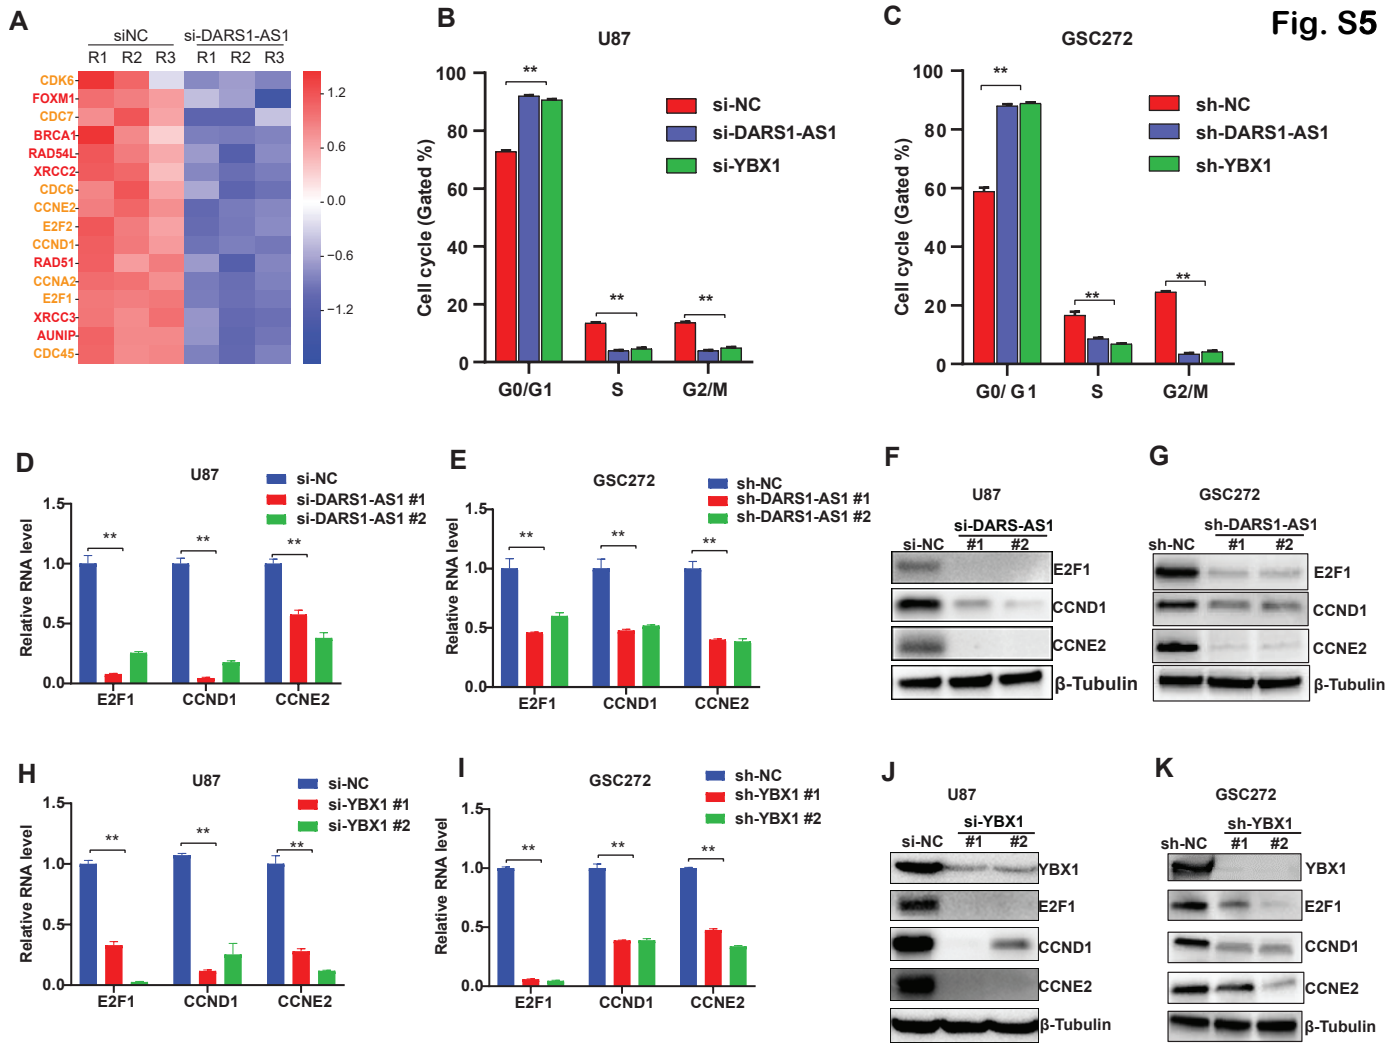 Fig. S5
A
siNC si-DARS1-AS1
R1 R2 R3 R1 R2 R3
CDK6
FOXM1
CDC7
BRCA1
RAD54L
XRCC2
CDC6
CCNE2
E2F2
CCND1
RAD51
CCNA2
E2F1
XRCC3
AUNIP
CDC45
1.2
0.6
0.0
−0.6
−1.2
B
U87
Cell cycle (Gated %)
100
80
60
40
20
0
** ** **
G0/G1 S G2/M
si-NC
si-DARS1-AS1
si-YBX1
C
GSC272
Cell cycle (Gated %)
100
80
60
40
20
0
** ** **
G0/ G1 S G2/M
sh-NC
sh-DARS1-AS1
sh-YBX1
D
U87
si-NC
si-DARS1-AS1 #1
si-DARS1-AS1 #2
Relative RNA level
1.5
1.0
0.5
0.0
** ** **
E2F1 CCND1 CCNE2
E
GSC272
sh-NC
sh-DARS1-AS1 #1
sh-DARS1-AS1 #2
Relative RNA level
1.5
1.0
0.5
0.0
** ** **
E2F1 CCND1 CCNE2
F
U87
si-DARS-AS1
si-NC #1 #2
E2F1
CCND1
CCNE2
β-Tubulin
G
GSC272
sh-DARS1-AS1
sh-NC #1 #2
E2F1
CCND1
CCNE2
β-Tubulin
H
U87
si-NC
si-YBX1 #1
si-YBX1 #2
Relative RNA level
1.5
1.0
0.5
0.0
** ** **
E2F1 CCND1 CCNE2
I
GSC272
sh-NC
sh-YBX1 #1
sh-YBX1 #2
Relative RNA level
1.5
1.0
0.5
0.0
** ** **
E2F1 CCND1 CCNE2
J
U87
si-YBX1
si-NC #1 #2
YBX1
E2F1
CCND1
CCNE2
β-Tubulin
K
GSC272
sh-YBX1
sh-NC #1 #2
YBX1
E2F1
CCND1
CCNE2
β-Tubulin